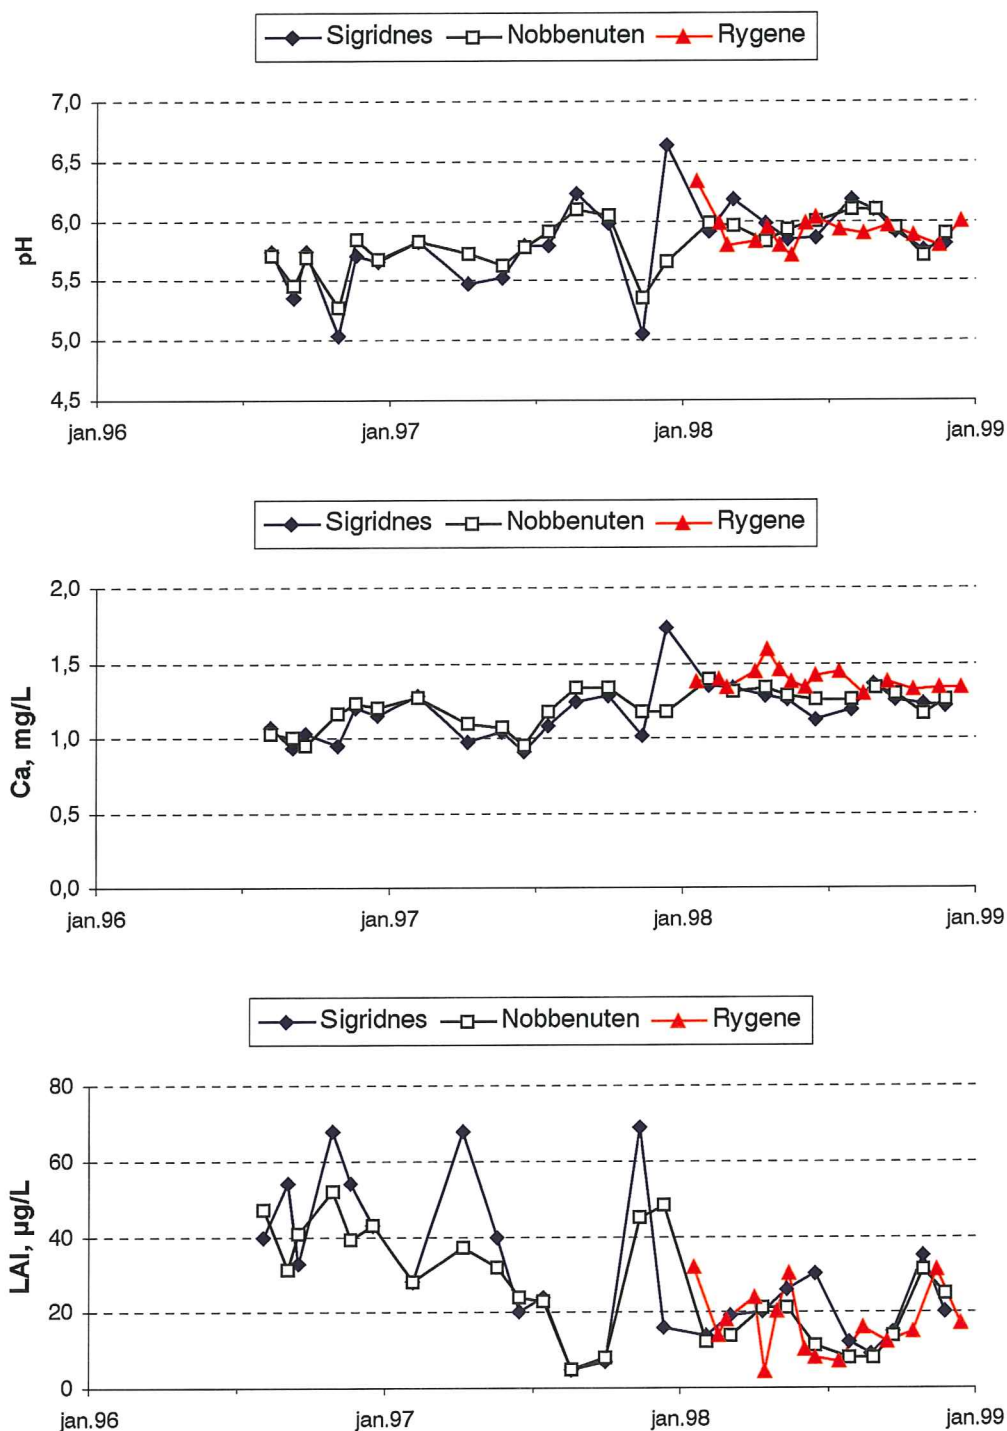 Sigridnes Nobbenuten Rygene
7,0
6,5
6,0
5,5
5,0
4,5
pH
jan.96 jan.97 jan.98 jan.99
Sigridnes Nobbenuten Rygene
2,0
1,5
1,0
0,5
0,0
Ca, mg/L
jan.96 jan.97 jan.98 jan.99
Sigridnes Nobbenuten Rygene
80
60
40
20
0
LAl, µg/L
jan.96 jan.97 jan.98 jan.99